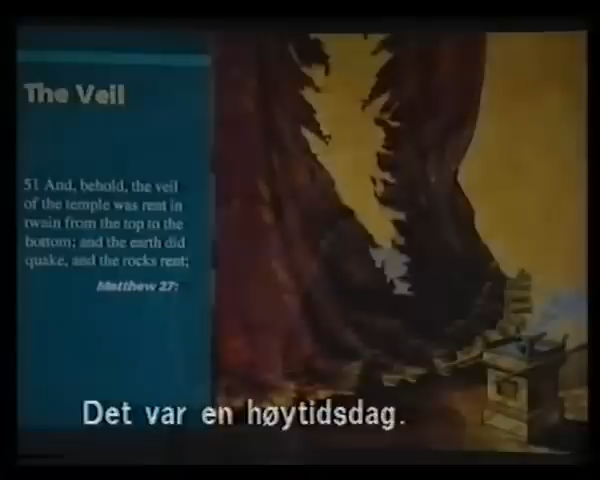 The Veil
51 And, behold, the veil
of the temple was rent in
twain from the top to the
bottom; and the earth did
quake, and the rocks rent;
Matthew 27:
Det var en høytidsdag.